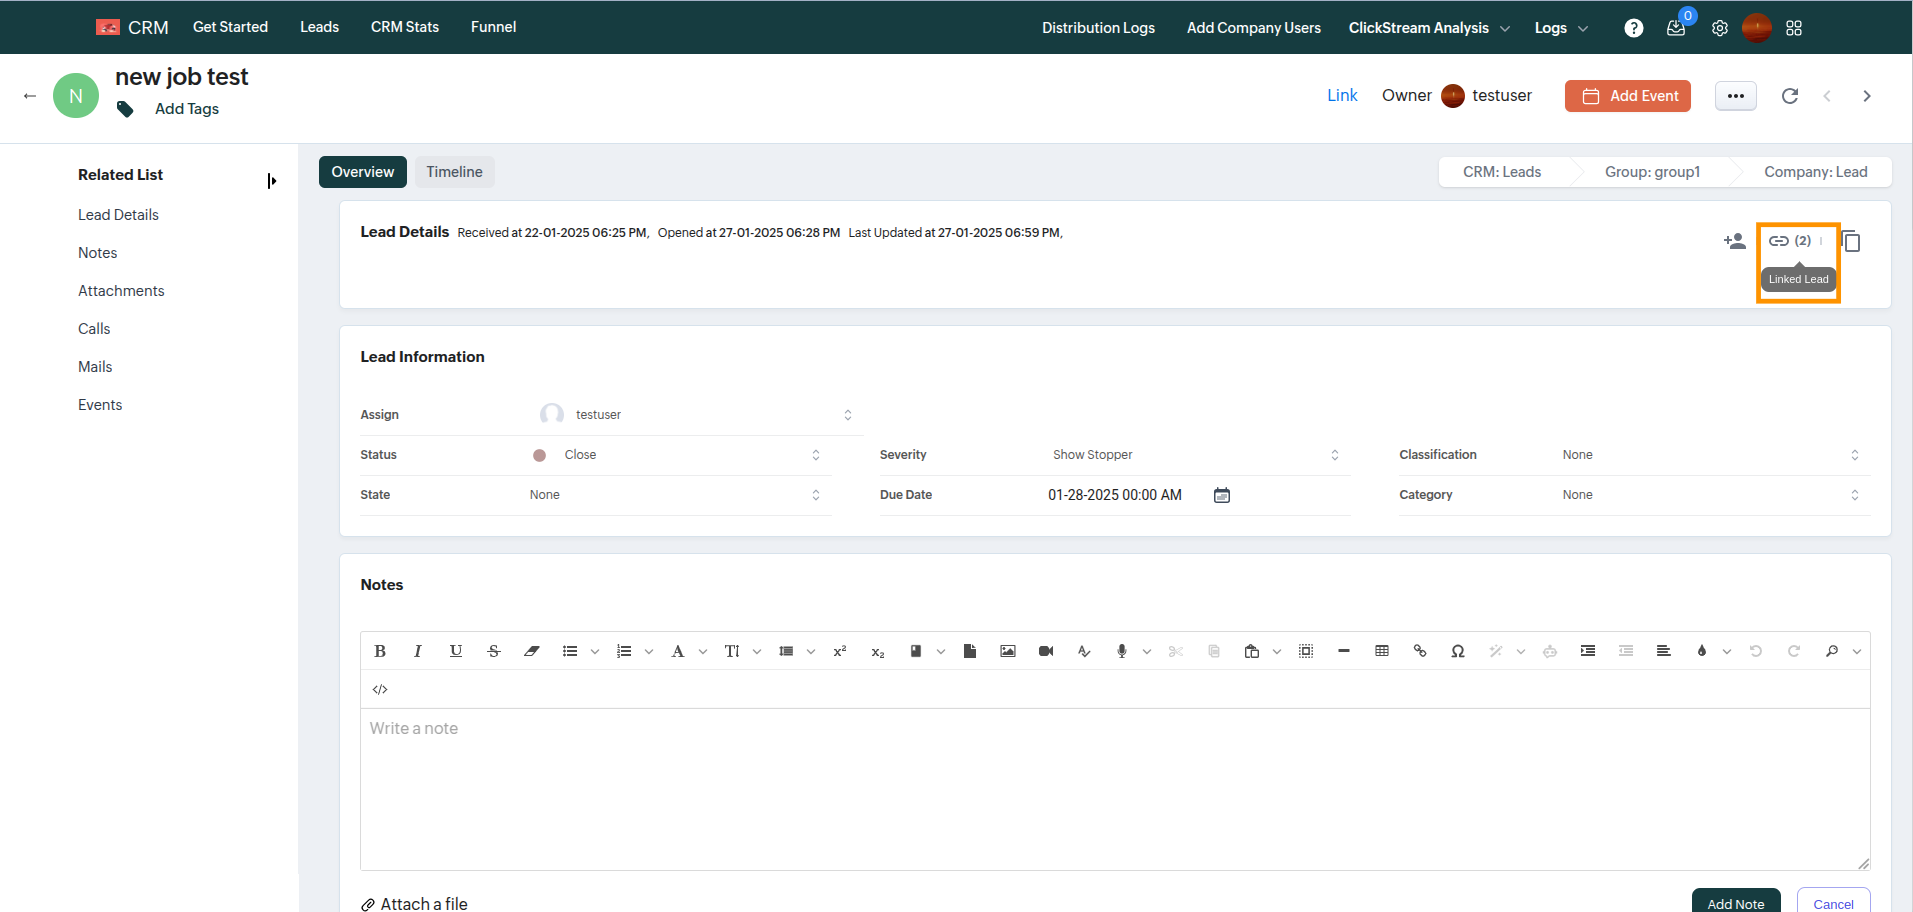 CRM Get Started Leads CRM Stats Funnel Distribution Logs Add Company Users ClickStream Analysis Logs ? 0
← N new job test
Add Tags
Link Owner testuser Add Event •••
Related List
Lead Details
Notes
Attachments
Calls
Mails
Events
Overview Timeline CRM: Leads Group: group1 Company: Lead
Lead Details Received at 22-01-2025 06:25 PM, Opened at 27-01-2025 06:28 PM Last Updated at 27-01-2025 06:59 PM,
(2)
Linked Lead
Lead Information
Assign testuser
Status Close Severity Show Stopper Classification None
State None Due Date 01-28-2025 00:00 AM Category None
Notes
B I U S A T x² x₂ Ω
</>
Write a note
Attach a file Add Note Cancel